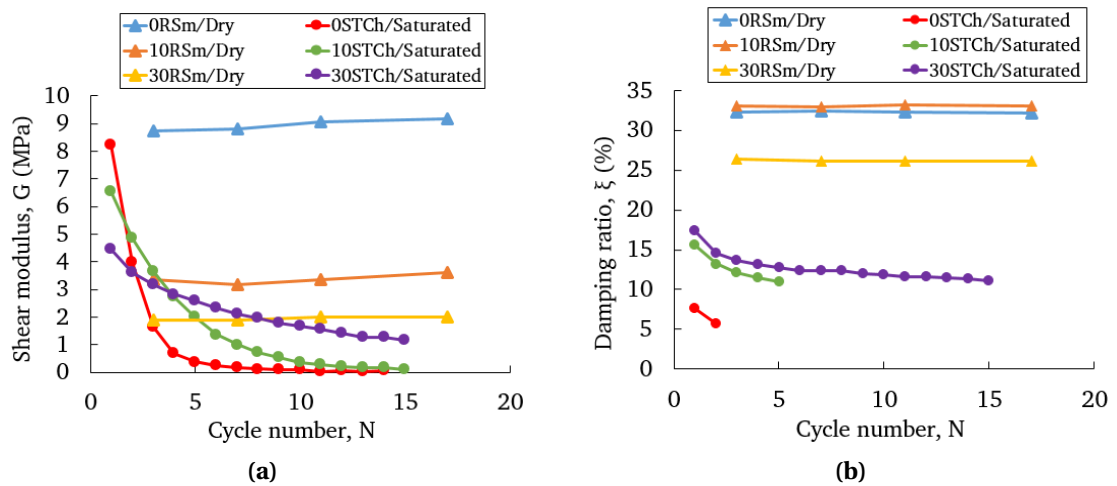 0RSm/Dry 0STCh/Saturated
10RSm/Dry 10STCh/Saturated
30RSm/Dry 30STCh/Saturated
Shear modulus, G (MPa)
10
9
8
7
6
5
4
3
2
1
0
0 5 10 15 20
Cycle number, N
(a)
0RSm/Dry 0STCh/Saturated
10RSm/Dry 10STCh/Saturated
30RSm/Dry 30STCh/Saturated
Damping ratio, ξ (%)
35
30
25
20
15
10
5
0
0 5 10 15 20
Cycle number, N
(b)